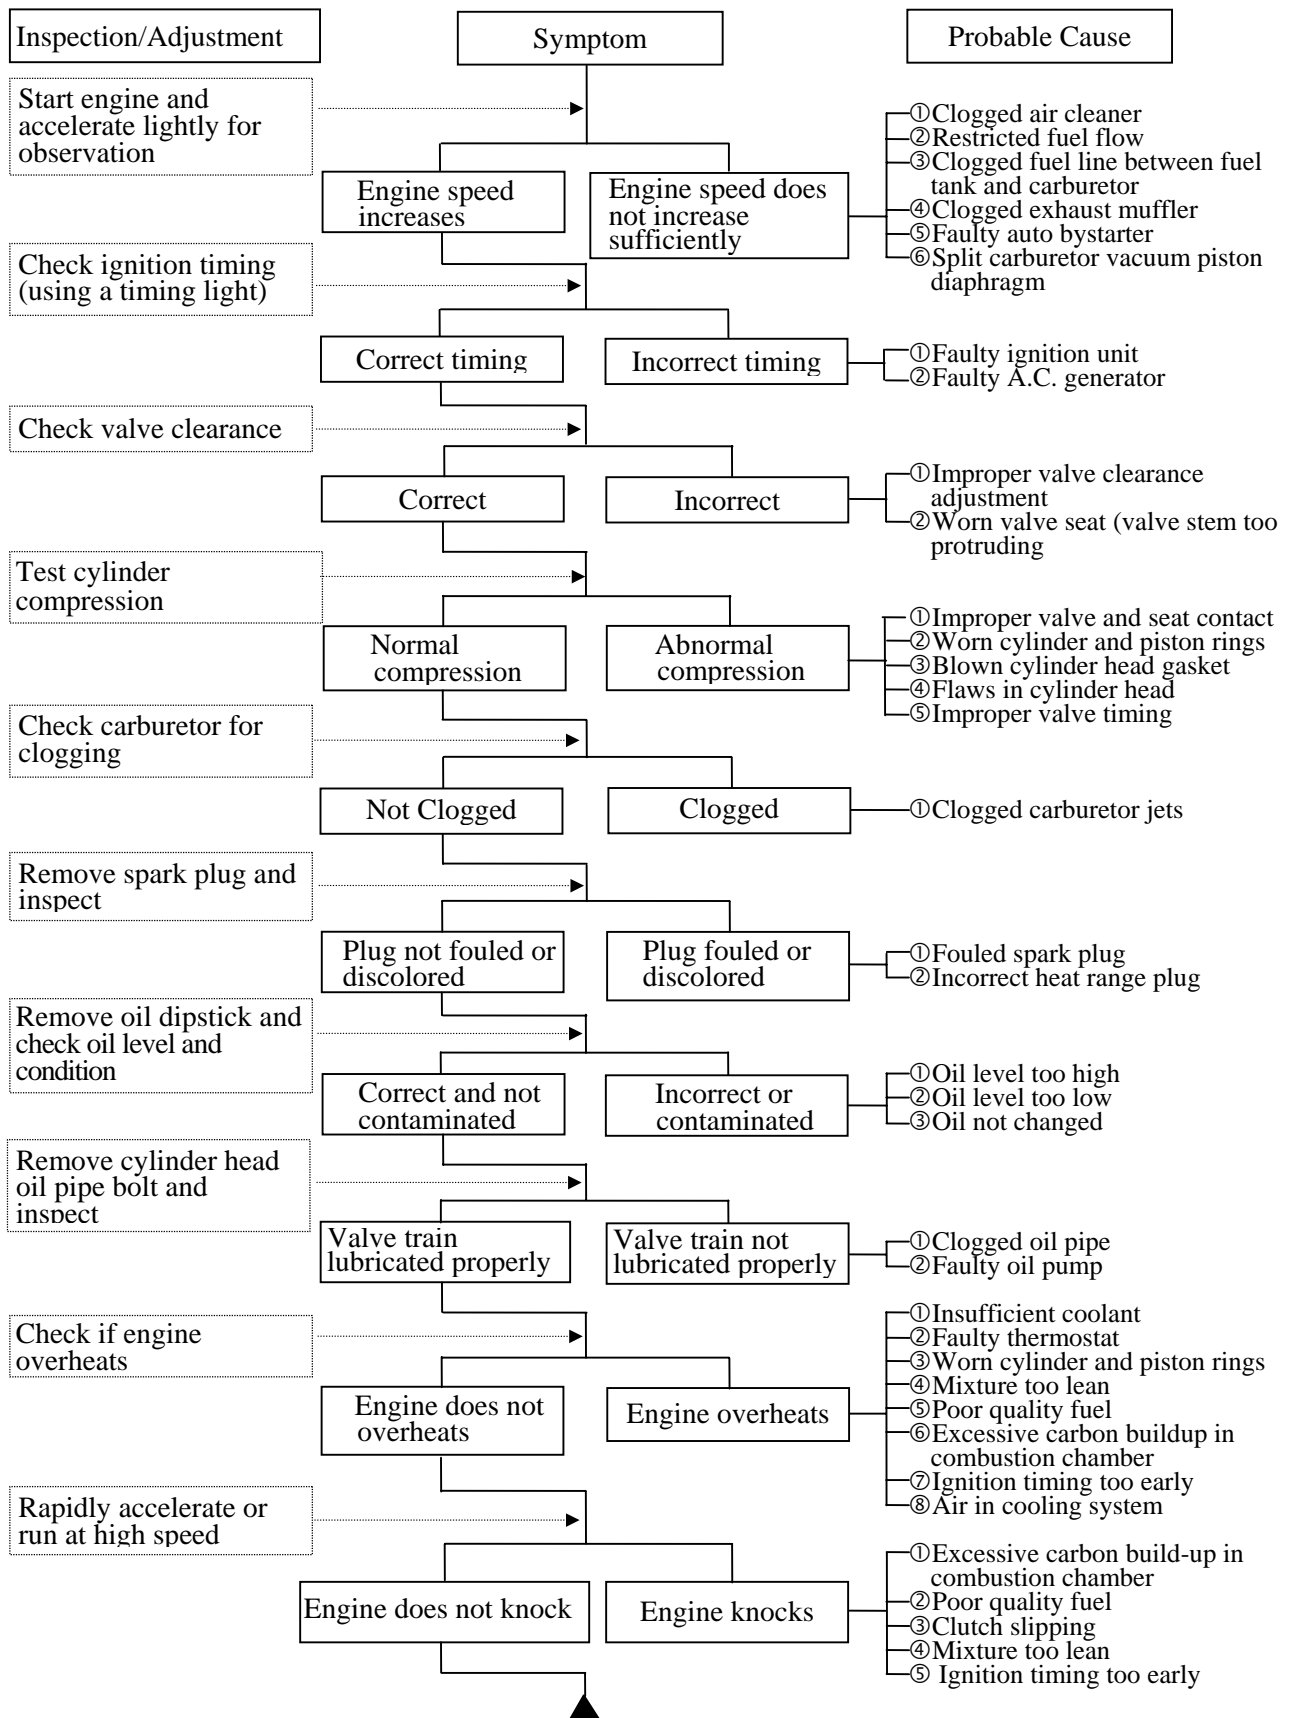 Inspection/Adjustment
Symptom
Probable Cause
Start engine and
accelerate lightly for
observation
Engine speed
increases
Engine speed does
not increase
sufficiently
①Clogged air cleaner
②Restricted fuel flow
③Clogged fuel line between fuel
tank and carburetor
④Clogged exhaust muffler
⑤Faulty auto bystarter
⑥Split carburetor vacuum piston
diaphragm
Check ignition timing
(using a timing light)
Correct timing
Incorrect timing
①Faulty ignition unit
②Faulty A.C. generator
Check valve clearance
Correct
Incorrect
①Improper valve clearance
adjustment
②Worn valve seat (valve stem too
protruding
Test cylinder
compression
Normal
compression
Abnormal
compression
①Improper valve and seat contact
②Worn cylinder and piston rings
③Blown cylinder head gasket
④Flaws in cylinder head
⑤Improper valve timing
Check carburetor for
clogging
Not Clogged
Clogged
①Clogged carburetor jets
Remove spark plug and
inspect
Plug not fouled or
discolored
Plug fouled or
discolored
①Fouled spark plug
②Incorrect heat range plug
Remove oil dipstick and
check oil level and
condition
Correct and not
contaminated
Incorrect or
contaminated
①Oil level too high
②Oil level too low
③Oil not changed
Remove cylinder head
oil pipe bolt and
inspect
Valve train
lubricated properly
Valve train not
lubricated properly
①Clogged oil pipe
②Faulty oil pump
Check if engine
overheats
Engine does not
overheats
Engine overheats
①Insufficient coolant
②Faulty thermostat
③Worn cylinder and piston rings
④Mixture too lean
⑤Poor quality fuel
⑥Excessive carbon buildup in
combustion chamber
⑦Ignition timing too early
⑧Air in cooling system
Rapidly accelerate or
run at high speed
Engine does not knock
Engine knocks
①Excessive carbon build-up in
combustion chamber
②Poor quality fuel
③Clutch slipping
④Mixture too lean
⑤ Ignition timing too early